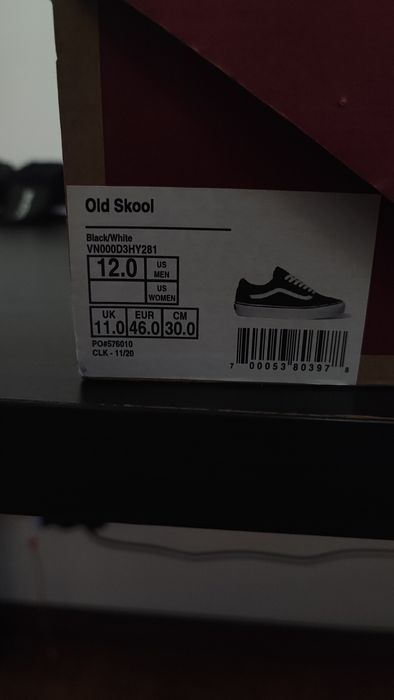 Old Skool
Black/White
VN000D3HY281
12.0 US MEN
US WOMEN
UK EUR CM
11.0 46.0 30.0
PO#576010
CLK - 11/20
7 00053 80397 8